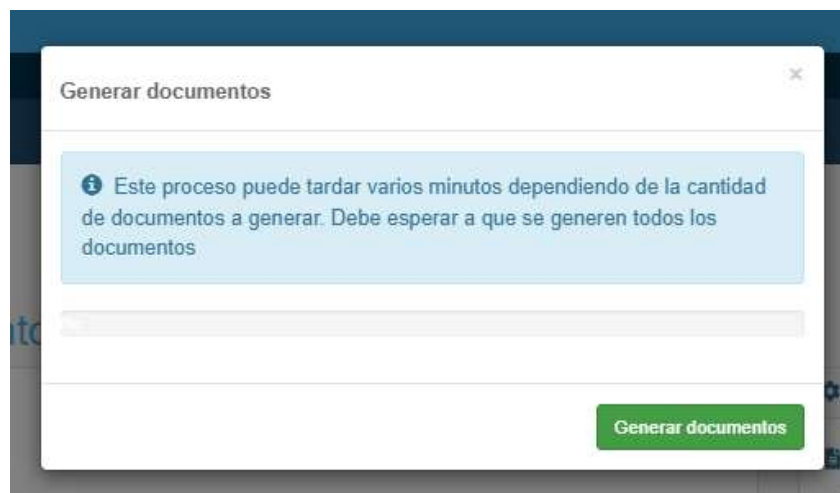 Generar documentos
×
Este proceso puede tardar varios minutos dependiendo de la cantidad
de documentos a generar. Debe esperar a que se generen todos los
documentos
Generar documentos